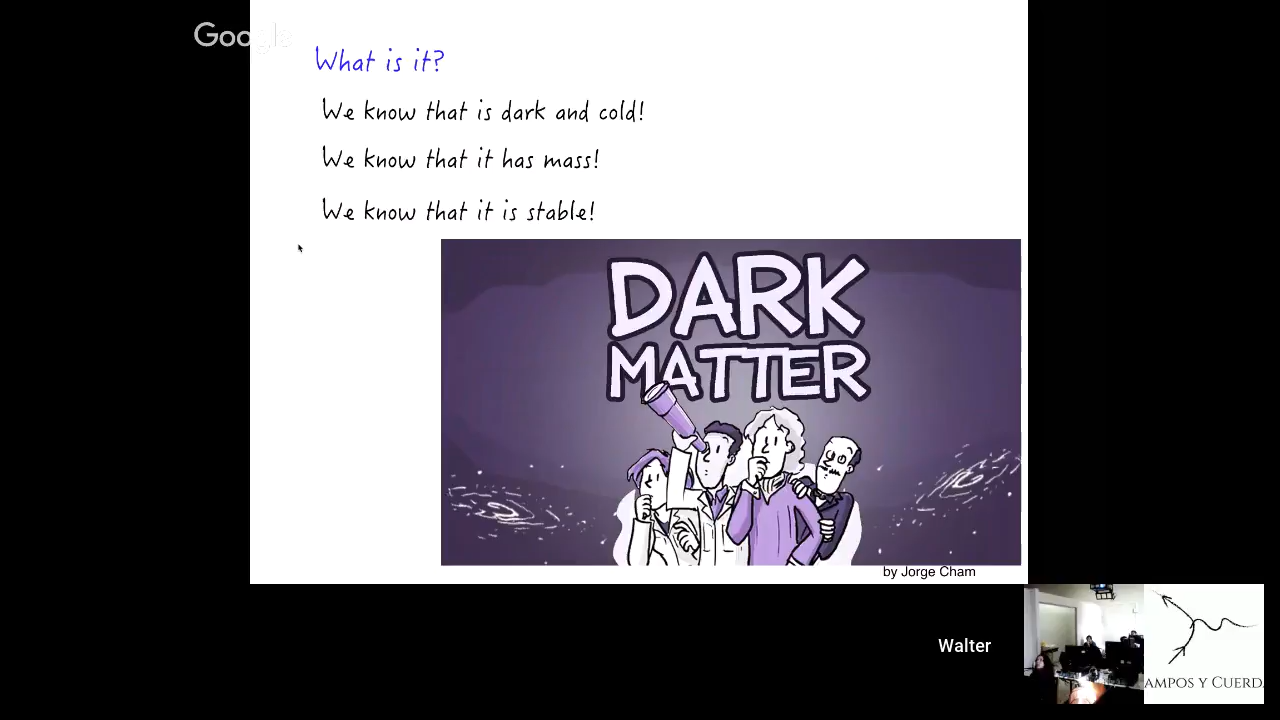 Google
What is it?
We know that is dark and cold!
We know that it has mass!
We know that it is stable!
DARK
MATTER
by Jorge Cham
Walter
AMPOS Y CUERD